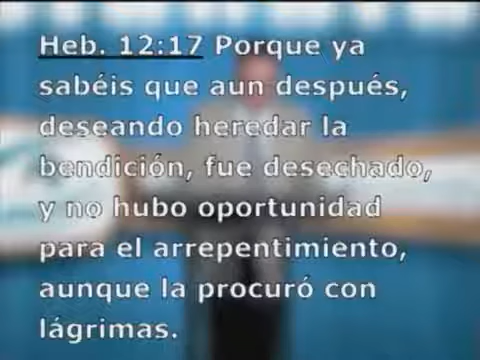 Heb. 12:17 Porque ya
sabéis que aun después,
deseando heredar la
bendición, fue desechado,
y no hubo oportunidad
para el arrepentimiento,
aunque la procuró con
lágrimas.